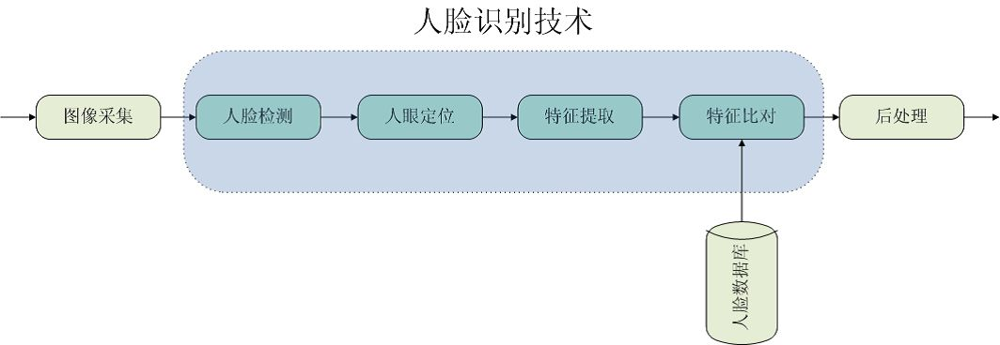 人脸识别技术
图像采集
人脸检测
人眼定位
特征提取
特征比对
后处理
人脸数据库